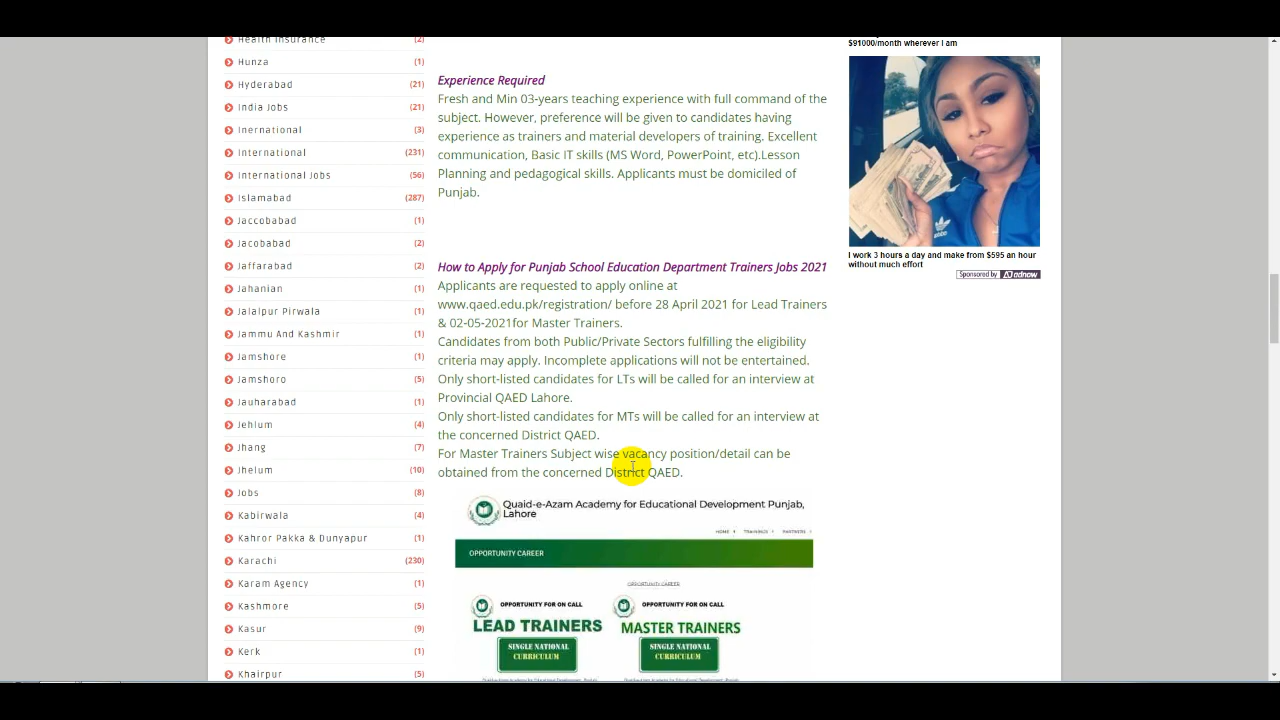 Health Insurance (2)
Hunza (1)
Hyderabad (21)
India Jobs (21)
Inernational (3)
International (231)
International Jobs (56)
Islamabad (287)
Jaccobabad (1)
Jacobabad (2)
Jaffarabad (2)
Jahanian (1)
Jalalpur Pirwala (1)
Jammu And Kashmir (1)
Jamshore (1)
Jamshoro (5)
Jauharabad (1)
Jehlum (4)
Jhang (7)
Jhelum (10)
Jobs (8)
Kabirwala (4)
Kahror Pakka & Dunyapur (1)
Karachi (230)
Karam Agency (1)
Kashmore (5)
Kasur (9)
Kerk (1)
Khairpur (5)
Experience Required
Fresh and Min 03-years teaching experience with full command of the
subject. However, preference will be given to candidates having
experience as trainers and material developers of training. Excellent
communication, Basic IT skills (MS Word, PowerPoint, etc).Lesson
Planning and pedagogical skills. Applicants must be domiciled of
Punjab.
How to Apply for Punjab School Education Department Trainers Jobs 2021
Applicants are requested to apply online at
www.qaed.edu.pk/registration/ before 28 April 2021 for Lead Trainers
& 02-05-2021for Master Trainers.
Candidates from both Public/Private Sectors fulfilling the eligibility
criteria may apply. Incomplete applications will not be entertained.
Only short-listed candidates for LTs will be called for an interview at
Provincial QAED Lahore.
Only short-listed candidates for MTs will be called for an interview at
the concerned District QAED.
For Master Trainers Subject wise vacancy position/detail can be
obtained from the concerned District QAED.
Quaid-e-Azam Academy for Educational Development Punjab,
Lahore
HOME TRAININGS PARTNERS
OPPORTUNITY CAREER
OPPORTUNITY CAREER
OPPORTUNITY FOR ON CALL
LEAD TRAINERS
SINGLE NATIONAL
CURRICULUM
OPPORTUNITY FOR ON CALL
MASTER TRAINERS
SINGLE NATIONAL
CURRICULUM
$91000/month wherever I am
adidas
I work 3 hours a day and make from $595 an hour
without much effort
Sponsored by adnow